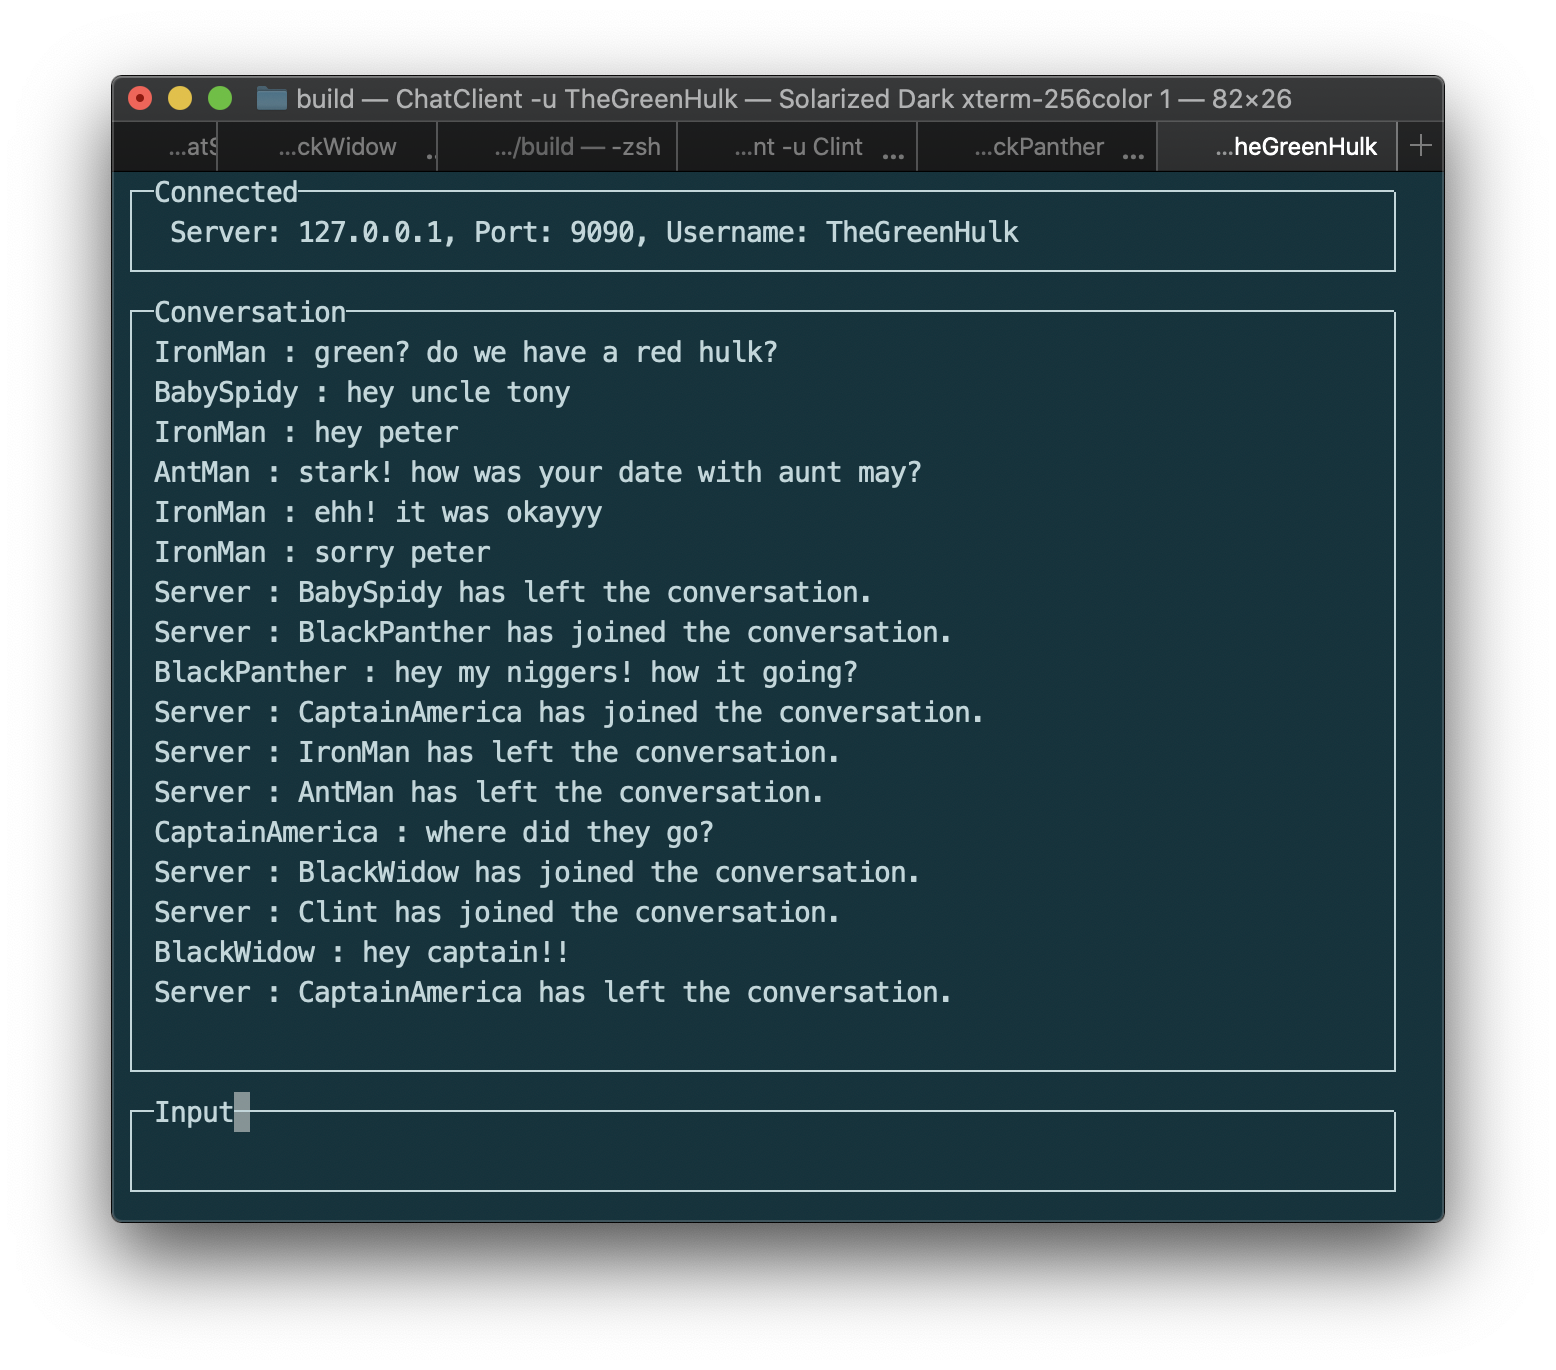 build — ChatClient -u TheGreenHulk — Solarized Dark xterm-256color 1 — 82×26
...atS ...ckWidow ... .../build — -zsh ...nt -u Clint ... ...ckPanther ... ...heGreenHulk +
Connected
Server: 127.0.0.1, Port: 9090, Username: TheGreenHulk
Conversation
IronMan : green? do we have a red hulk?
BabySpidy : hey uncle tony
IronMan : hey peter
AntMan : stark! how was your date with aunt may?
IronMan : ehh! it was okayyy
IronMan : sorry peter
Server : BabySpidy has left the conversation.
Server : BlackPanther has joined the conversation.
BlackPanther : hey my niggers! how it going?
Server : CaptainAmerica has joined the conversation.
Server : IronMan has left the conversation.
Server : AntMan has left the conversation.
CaptainAmerica : where did they go?
Server : BlackWidow has joined the conversation.
Server : Clint has joined the conversation.
BlackWidow : hey captain!!
Server : CaptainAmerica has left the conversation.
Input